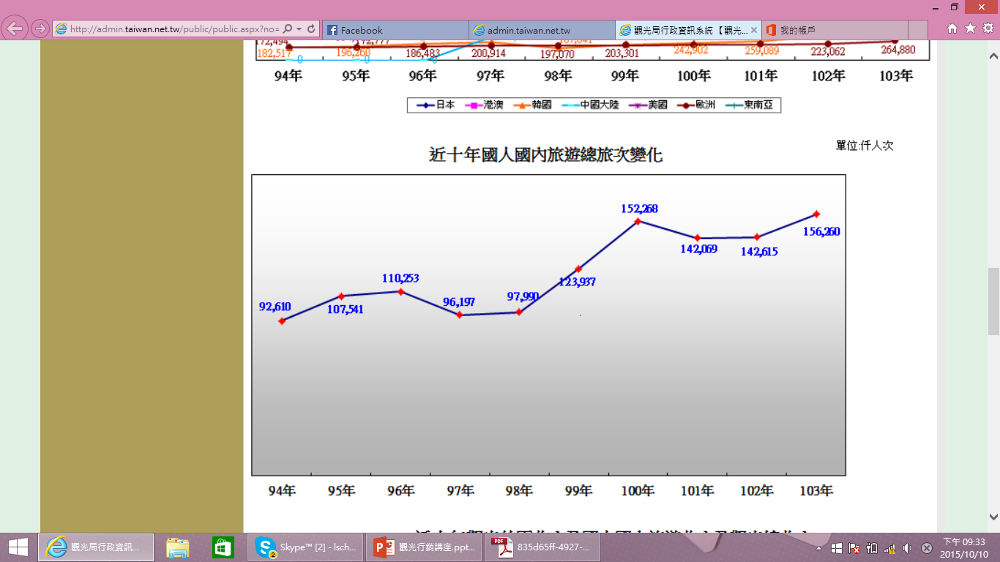 http://admin.taiwan.net.tw/public/public.aspx?no=
Facebook
admin.taiwan.net.tw
觀光局行政資訊系統【觀光...
我的帳戶
172,494
182,517 0 196,260 0 186,483 0 200,914 197,070 203,301 242,902 259,089 223,062 264,880
94年 95年 96年 97年 98年 99年 100年 101年 102年 103年
日本 港澳 韓國 中國大陸 美國 歐洲 東南亞
單位:仟人次
近十年國人國內旅遊總旅次變化
92,610 107,541 110,253 96,197 97,990 123,937 152,268 142,069 142,615 156,260
94年 95年 96年 97年 98年 99年 100年 101年 102年 103年
觀光局行政資訊...
Skype™ [2] - lsch...
2
觀光行銷講座.ppt...
PDF
835d65ff-4927-...
下午 09:33
2015/10/10